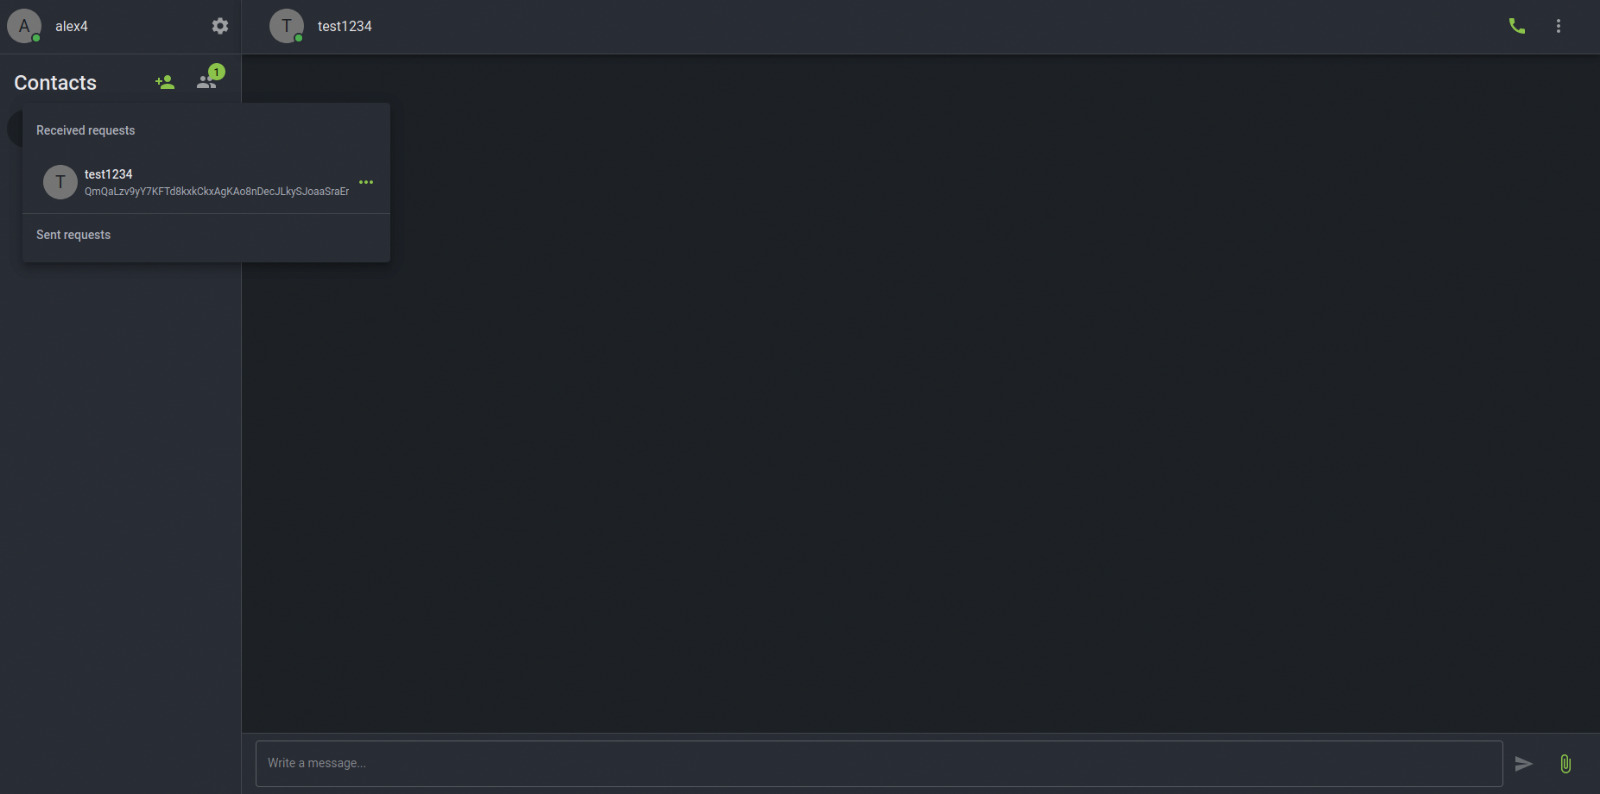 A
alex4
T
test1234
Contacts
1
Received requests
T
test1234
QmQaLzv9yY7KFTd8kxkCkxAgKAo8nDecJLkySJoaaSraEr
Sent requests
Write a message...